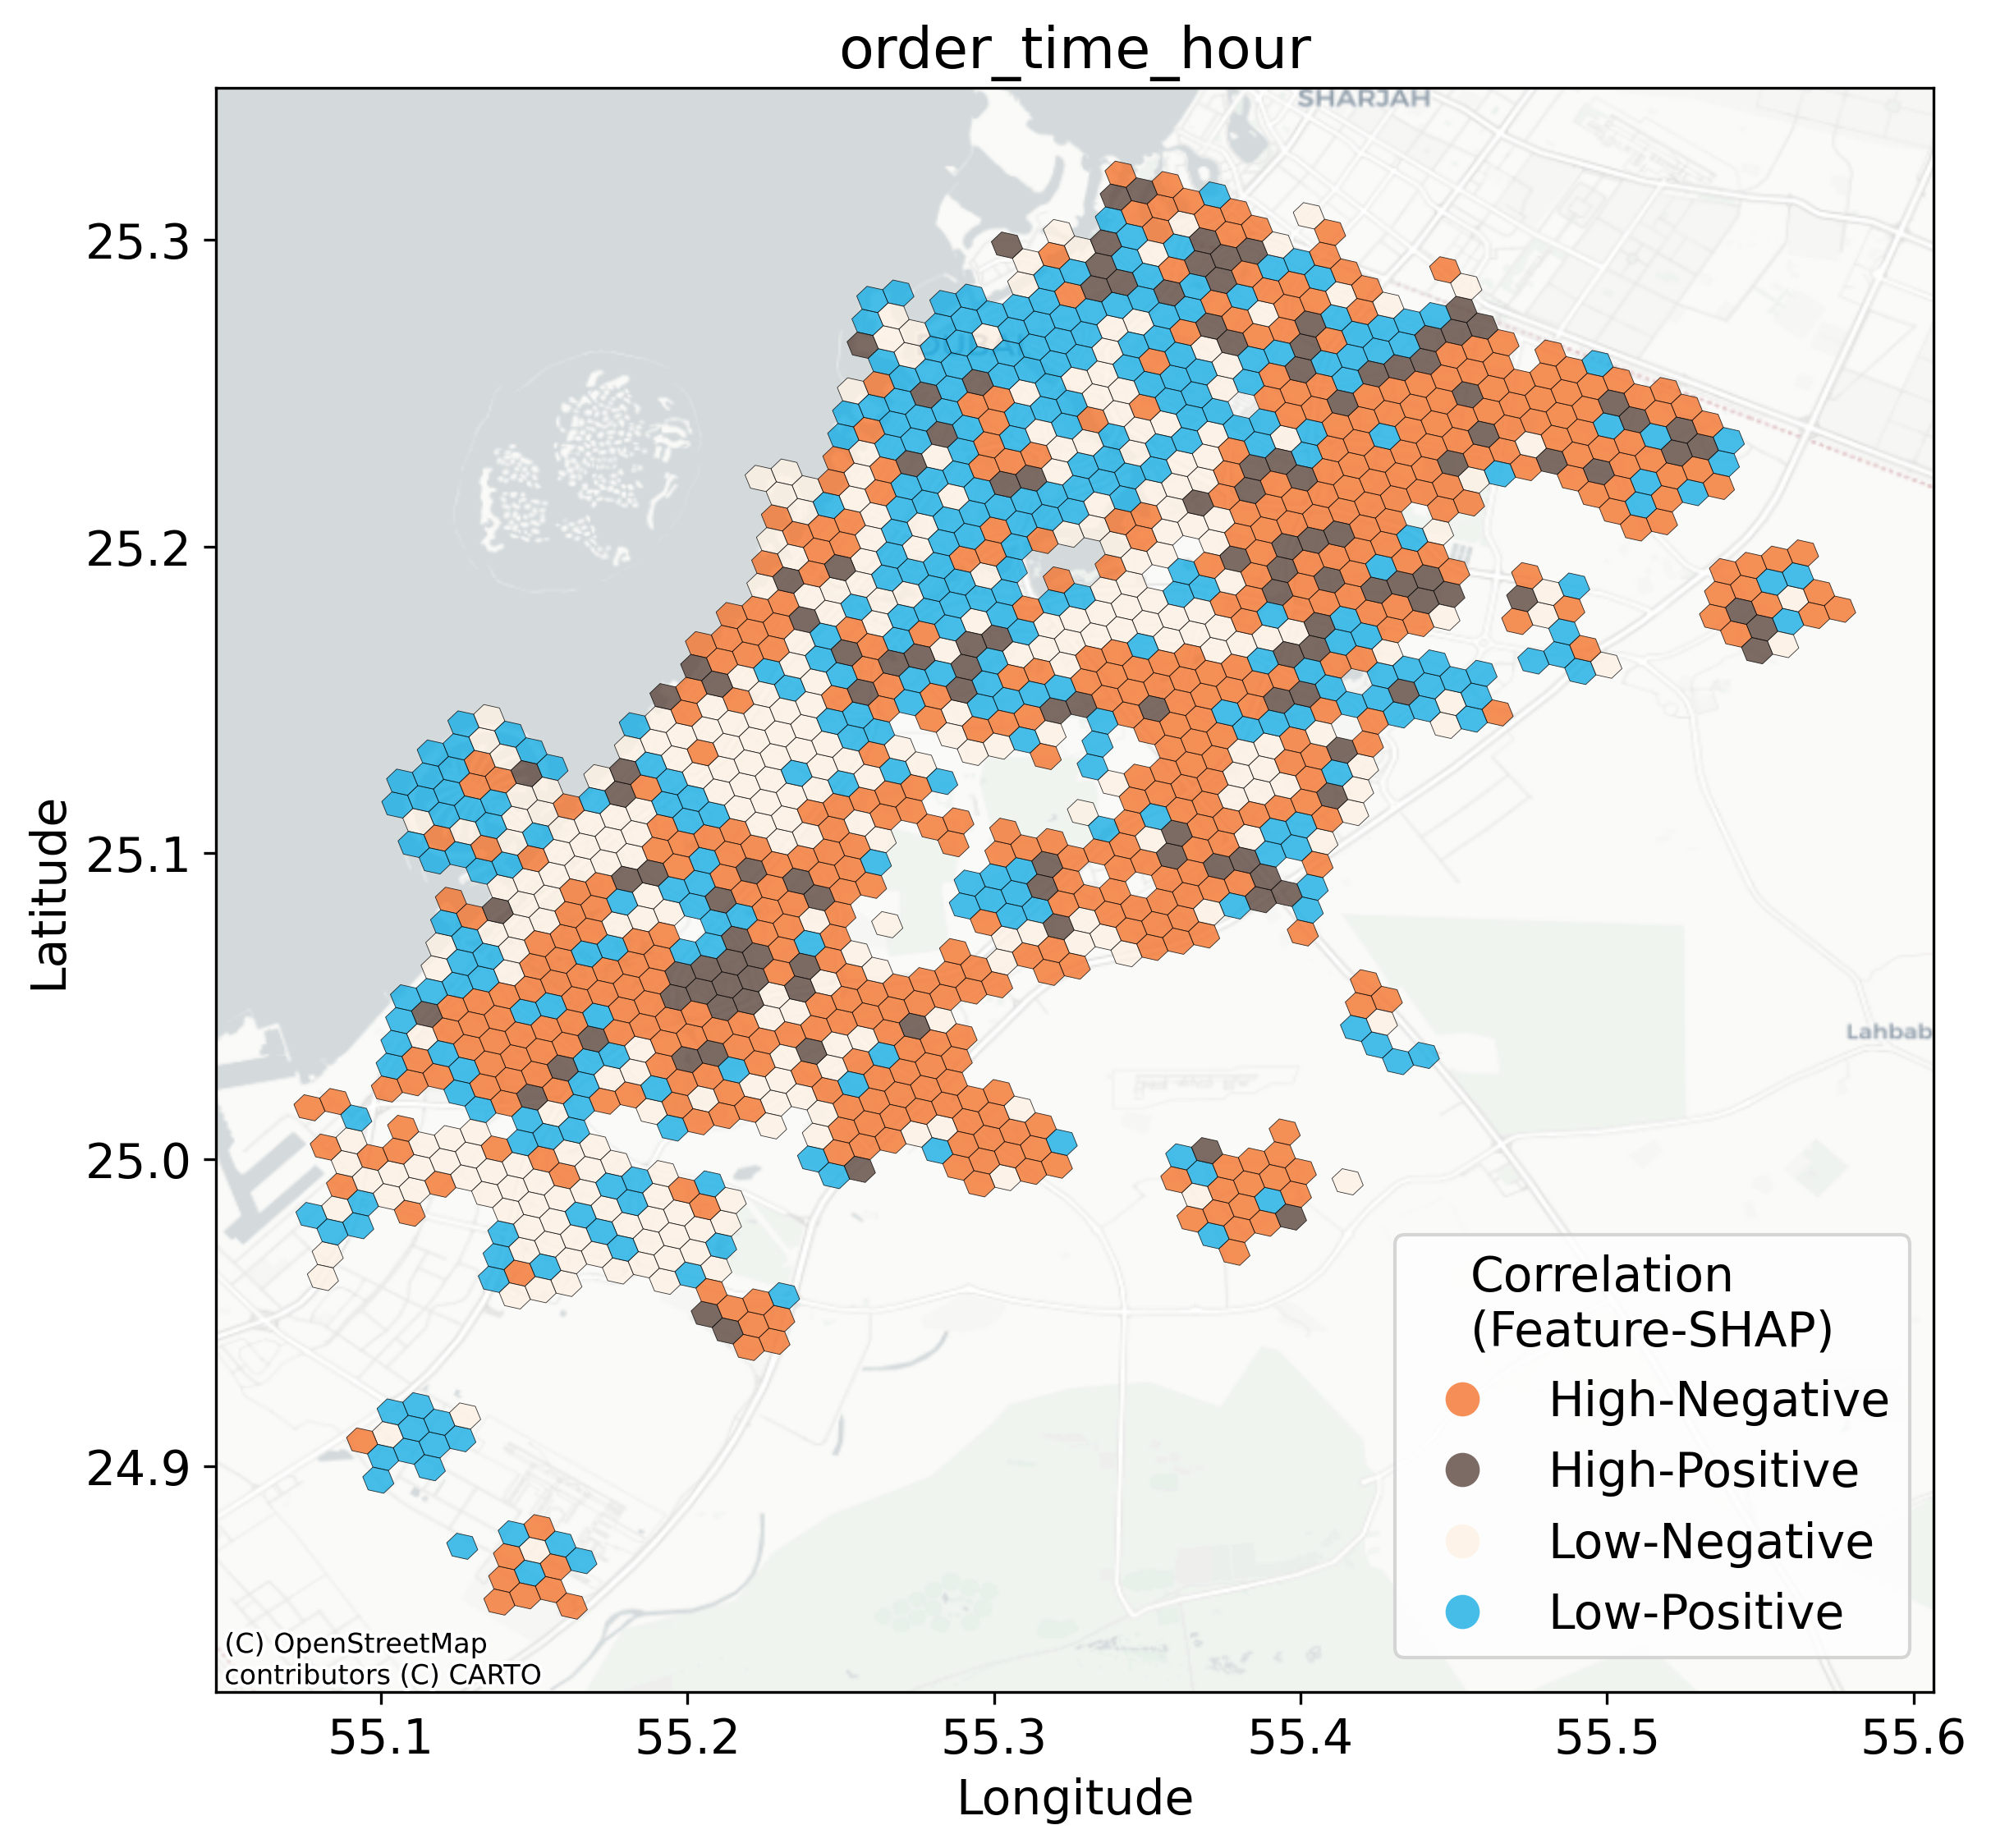 order_time_hour
SHARJAH
DUBAI
Lahbab
25.3
25.2
25.1
25.0
24.9
Latitude
55.1
55.2
55.3
55.4
55.5
55.6
Longitude
Correlation
(Feature-SHAP)
High-Negative
High-Positive
Low-Negative
Low-Positive
(C) OpenStreetMap
contributors (C) CARTO